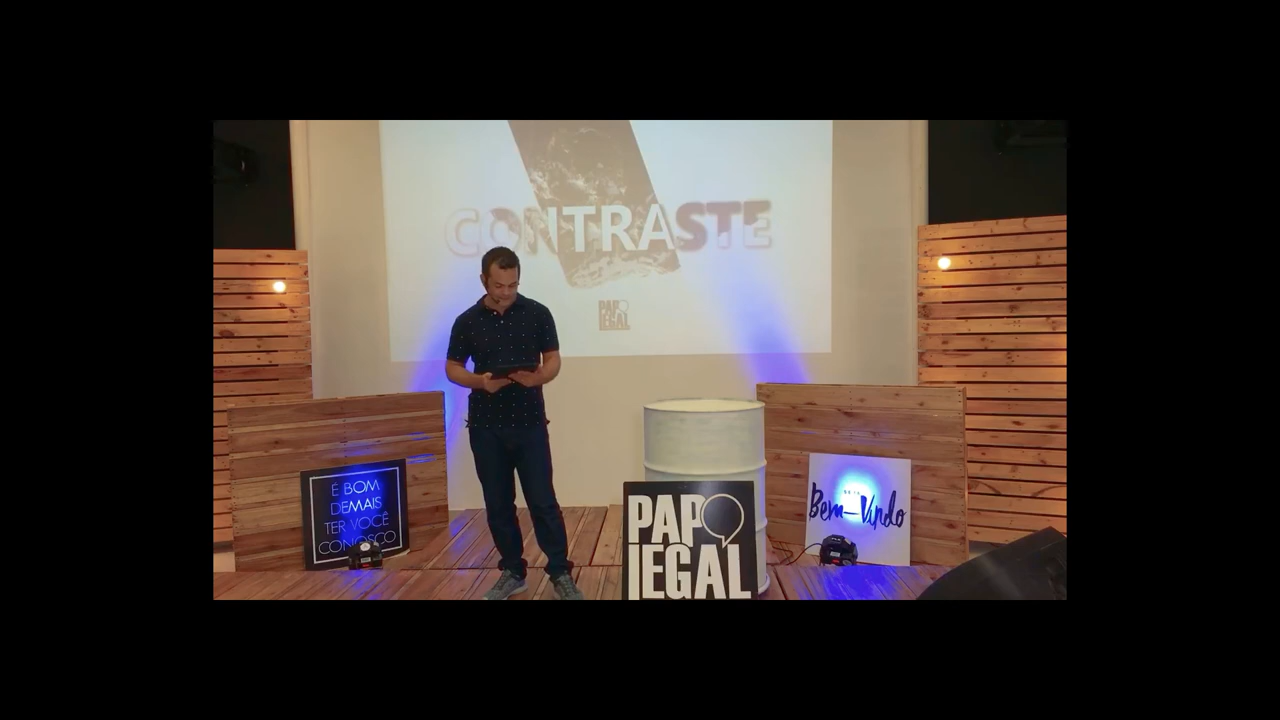 CONTRASTE
PAPO
LEGAL
É BOM
DEMAIS
TER VOCÊ
CONOSCO
PAPO
LEGAL
Bem-Vindo